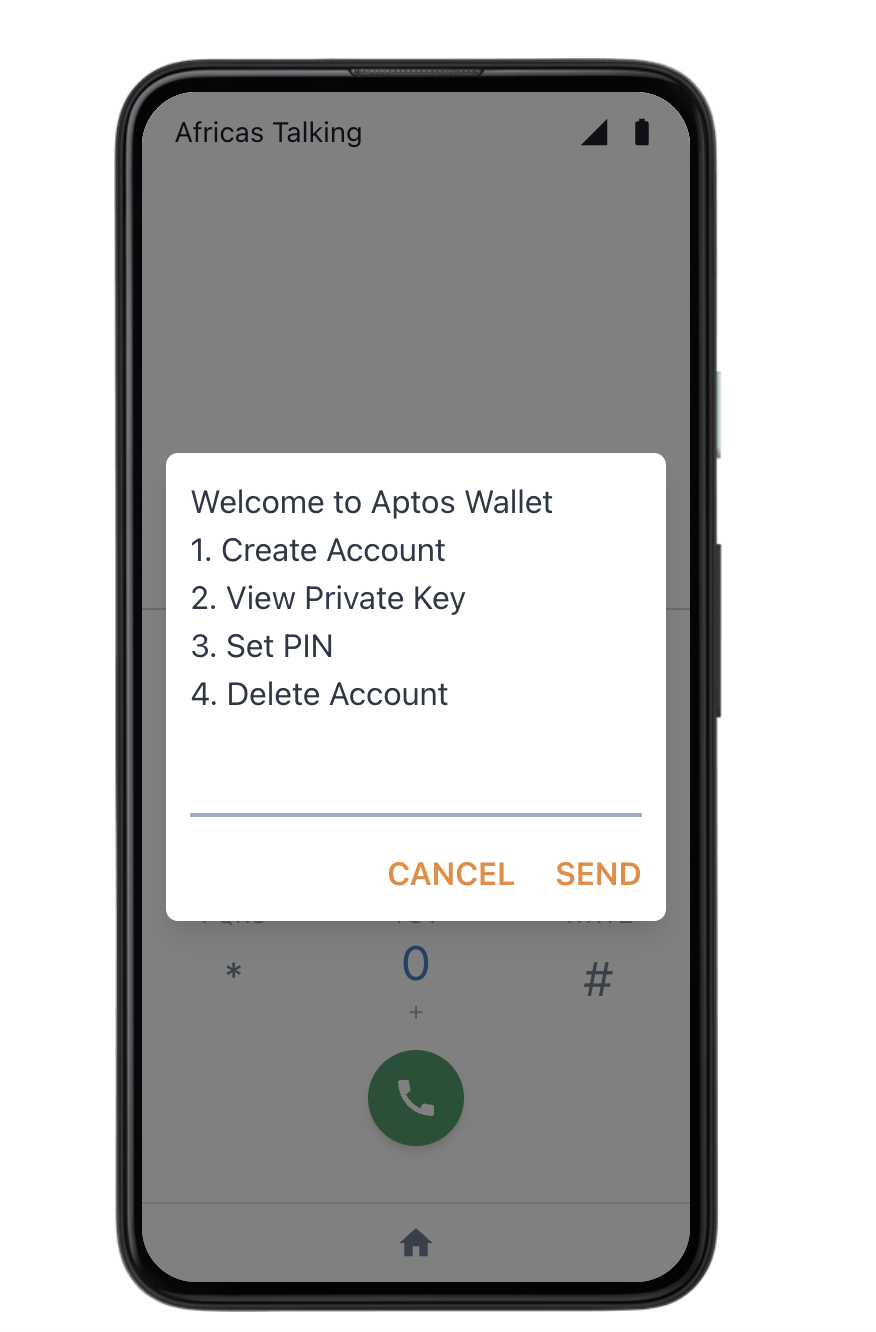 Africas Talking
Welcome to Aptos Wallet
1. Create Account
2. View Private Key
3. Set PIN
4. Delete Account
CANCEL SEND
* 0 #
+